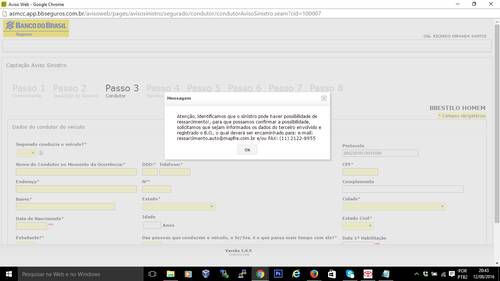 Aviso Web - Google Chrome
asmcc.app.bbseguros.com.br/avisoweb/pages/avisosinistro/segurado/condutor/condutorAvisoSinistro.seam?cid=100007
BANCO DO BRASIL
Seguros
Olá, RICARDO MIRANDA SANTOS
Captação Aviso Sinistro
Passo 1 Passo 2 Passo 3 Passo 4 Passo 5 Passo 6 Passo 7 Passo 8
Condutor
BBESTILO HOMEM
* Campos obrigatórios
Mensagem
Atenção, identificamos que o sinistro pode haver possibilidade de
ressarcimento!, para que possamos confirmar a possibilidade,
solicitamos que sejam informados os dados do terceiro envolvido e
registrado o B.O., o qual deverá ser encaminhado para: e-mail
ressarcimento.auto@mapfre.com.br e/ou FAX: (11) 2122-9955
Ok
Dados do condutor do veículo
Segurado conduzia o veículo?*
Protocolo
Nome do Condutor no Momento da Ocorrência:*
DDD:* Telefone:*
CPF:*
Endereço:*
Nº*
Complemento
Bairro:*
Estado:*
Cidade:*
Data de Nascimento:*
Idade
Anos
Estado Civil:*
Estudante?*
Das pessoas que conduzem o veículo, o Sr/Sra. é o que passa mais tempo com ele?*
Data 1ª Habilitação:*
Versão 1.0.5
Pesquisar na Web e no Windows
POR
PTB2
20:43
12/08/2016